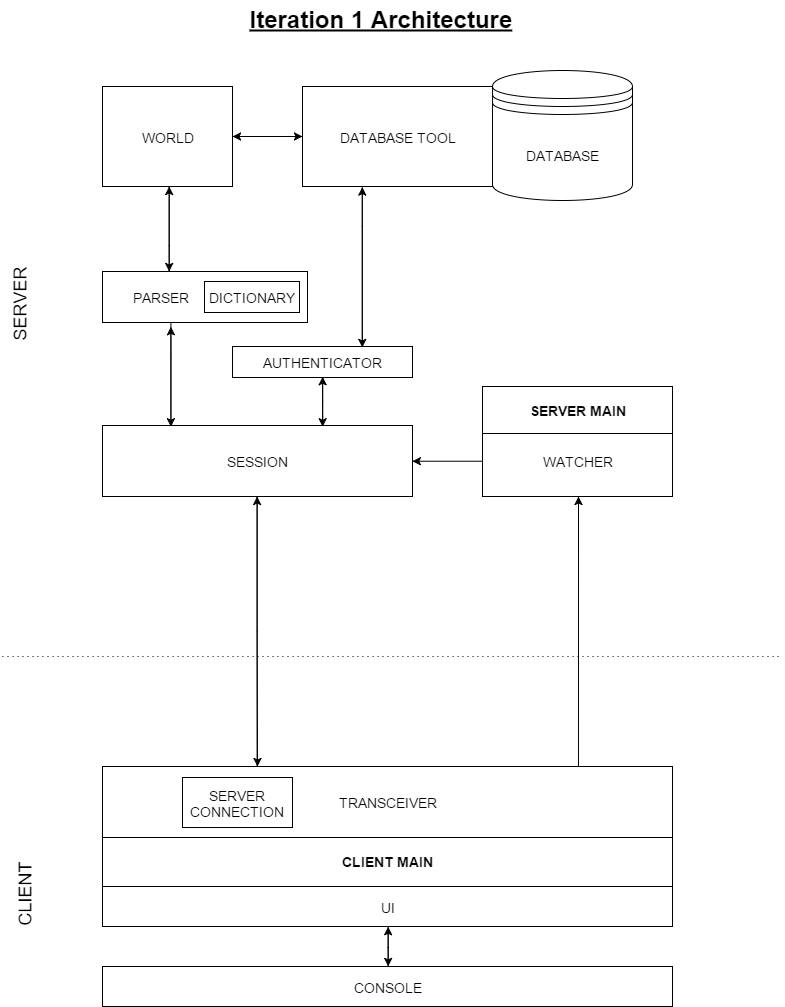 Iteration 1 Architecture
WORLD
DATABASE TOOL
DATABASE
SERVER
PARSER
DICTIONARY
AUTHENTICATOR
SERVER MAIN
SESSION
WATCHER
SERVER
CONNECTION
TRANSCEIVER
CLIENT MAIN
CLIENT
UI
CONSOLE